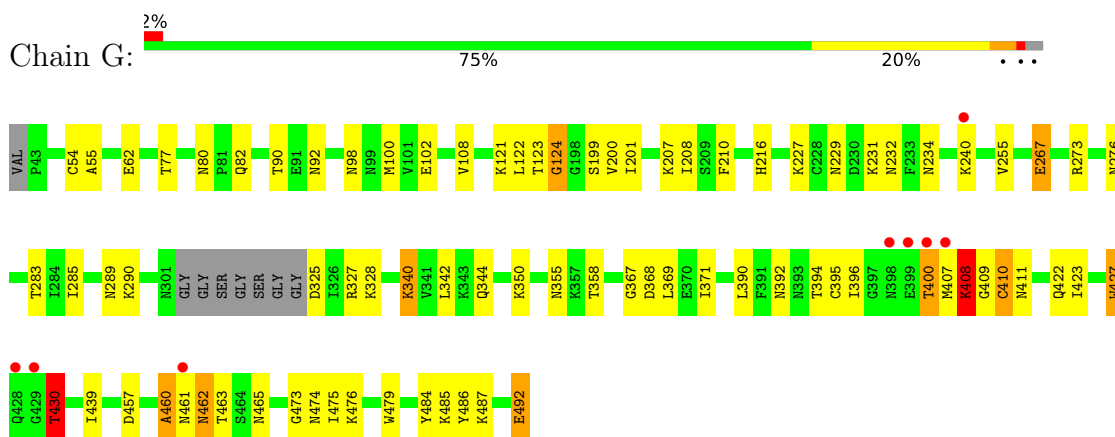 2%
Chain G:
75% 20% • • •
VAL P43 C54 A55 E62 T77 N80 P81 Q82 T90 E91 N92 N98 N99 M100 V101 E102 V108 K121 L122 T123 G124 G198 S199 V200 I201 K207 I208 S209 F210 H216 K227 C228 N229 D230 K231 N232 F233 N234 K240 V255 E267 R273 N276
T283 I284 I285 N289 K290 N301 GLY GLY SER GLY SER GLY GLY D325 I326 R327 K328 K340 V341 L342 K343 Q344 K350 N355 K357 T358 G367 D368 L369 E370 I371 L390 F391 N392 N393 T394 C395 I396 G397 N398 E399 T400 M407 K408 G409 C410 N411 Q422 I423 W427
Q428 G429 T430 I439 D457 A460 N461 N462 T463 S464 N465 G473 N474 I475 K476 W479 Y484 K485 Y486 K487 E492